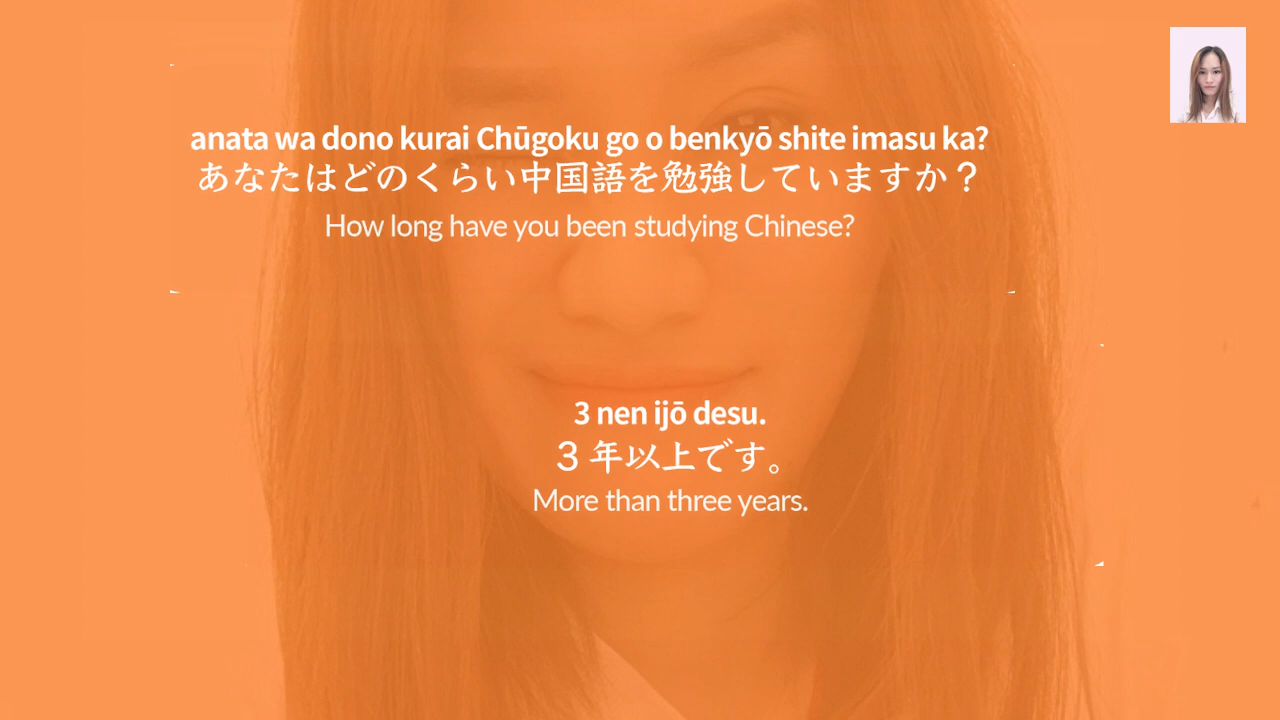 anata wa dono kurai Chūgoku go o benkyō shite imasu ka?
あなたはどのくらい中国語を勉強していますか？
How long have you been studying Chinese?
3 nen ijō desu.
３年以上です。
More than three years.